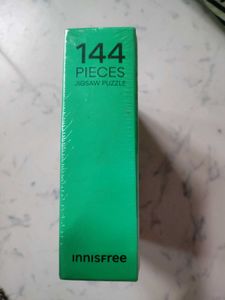 144
PIECES
JIGSAW PUZZLE
innisfree